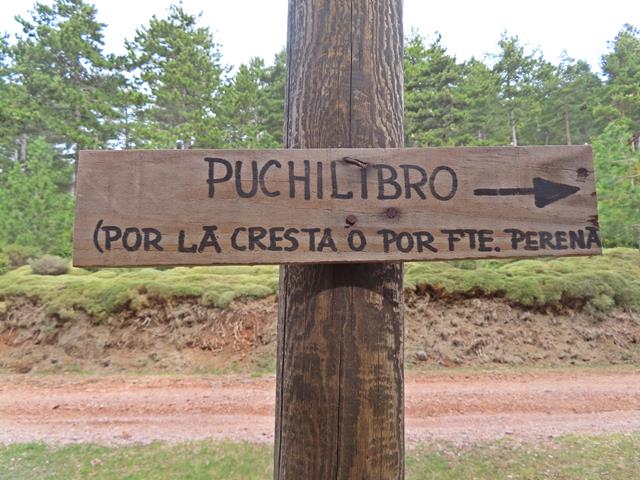 PUCHILIBRO
(POR LA CRESTA O POR FTE. PERENA